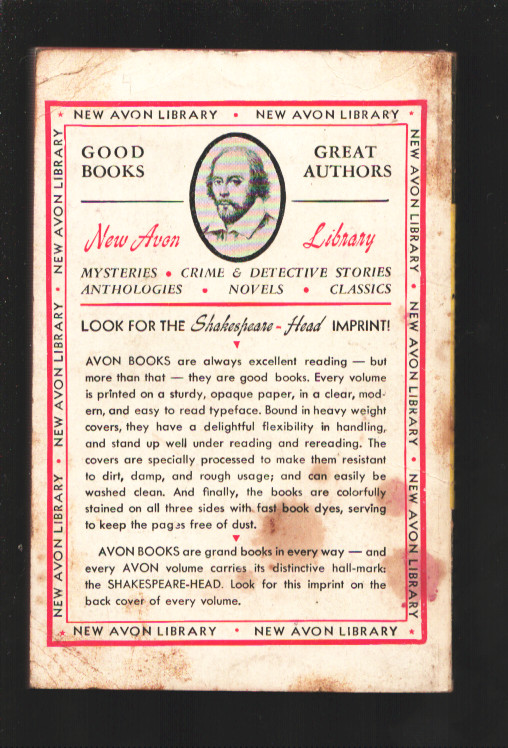 NEW AVON LIBRARY • NEW AVON LIBRARY
NEW AVON LIBRARY • NEW AVON LIBRARY • NEW AVON LIBRARY
NEW AVON LIBRARY • NEW AVON LIBRARY • NEW AVON LIBRARY
GOOD
BOOKS
GREAT
AUTHORS
New Avon Library
MYSTERIES • CRIME & DETECTIVE STORIES
ANTHOLOGIES • NOVELS • CLASSICS
LOOK FOR THE Shakespeare-Head IMPRINT!
AVON BOOKS are always excellent reading — but
more than that — they are good books. Every volume
is printed on a sturdy, opaque paper, in a clear, mod-
ern, and easy to read typeface. Bound in heavy weight
covers, they have a delightful flexibility in handling,
and stand up well under reading and rereading. The
covers are specially processed to make them resistant
to dirt, damp, and rough usage; and can easily be
washed clean. And finally, the books are colorfully
stained on all three sides with fast book dyes, serving
to keep the pages free of dust.
AVON BOOKS are grand books in every way — and
every AVON volume carries its distinctive hall-mark:
the SHAKESPEARE-HEAD. Look for this imprint on the
back cover of every volume.
NEW AVON LIBRARY • NEW AVON LIBRARY